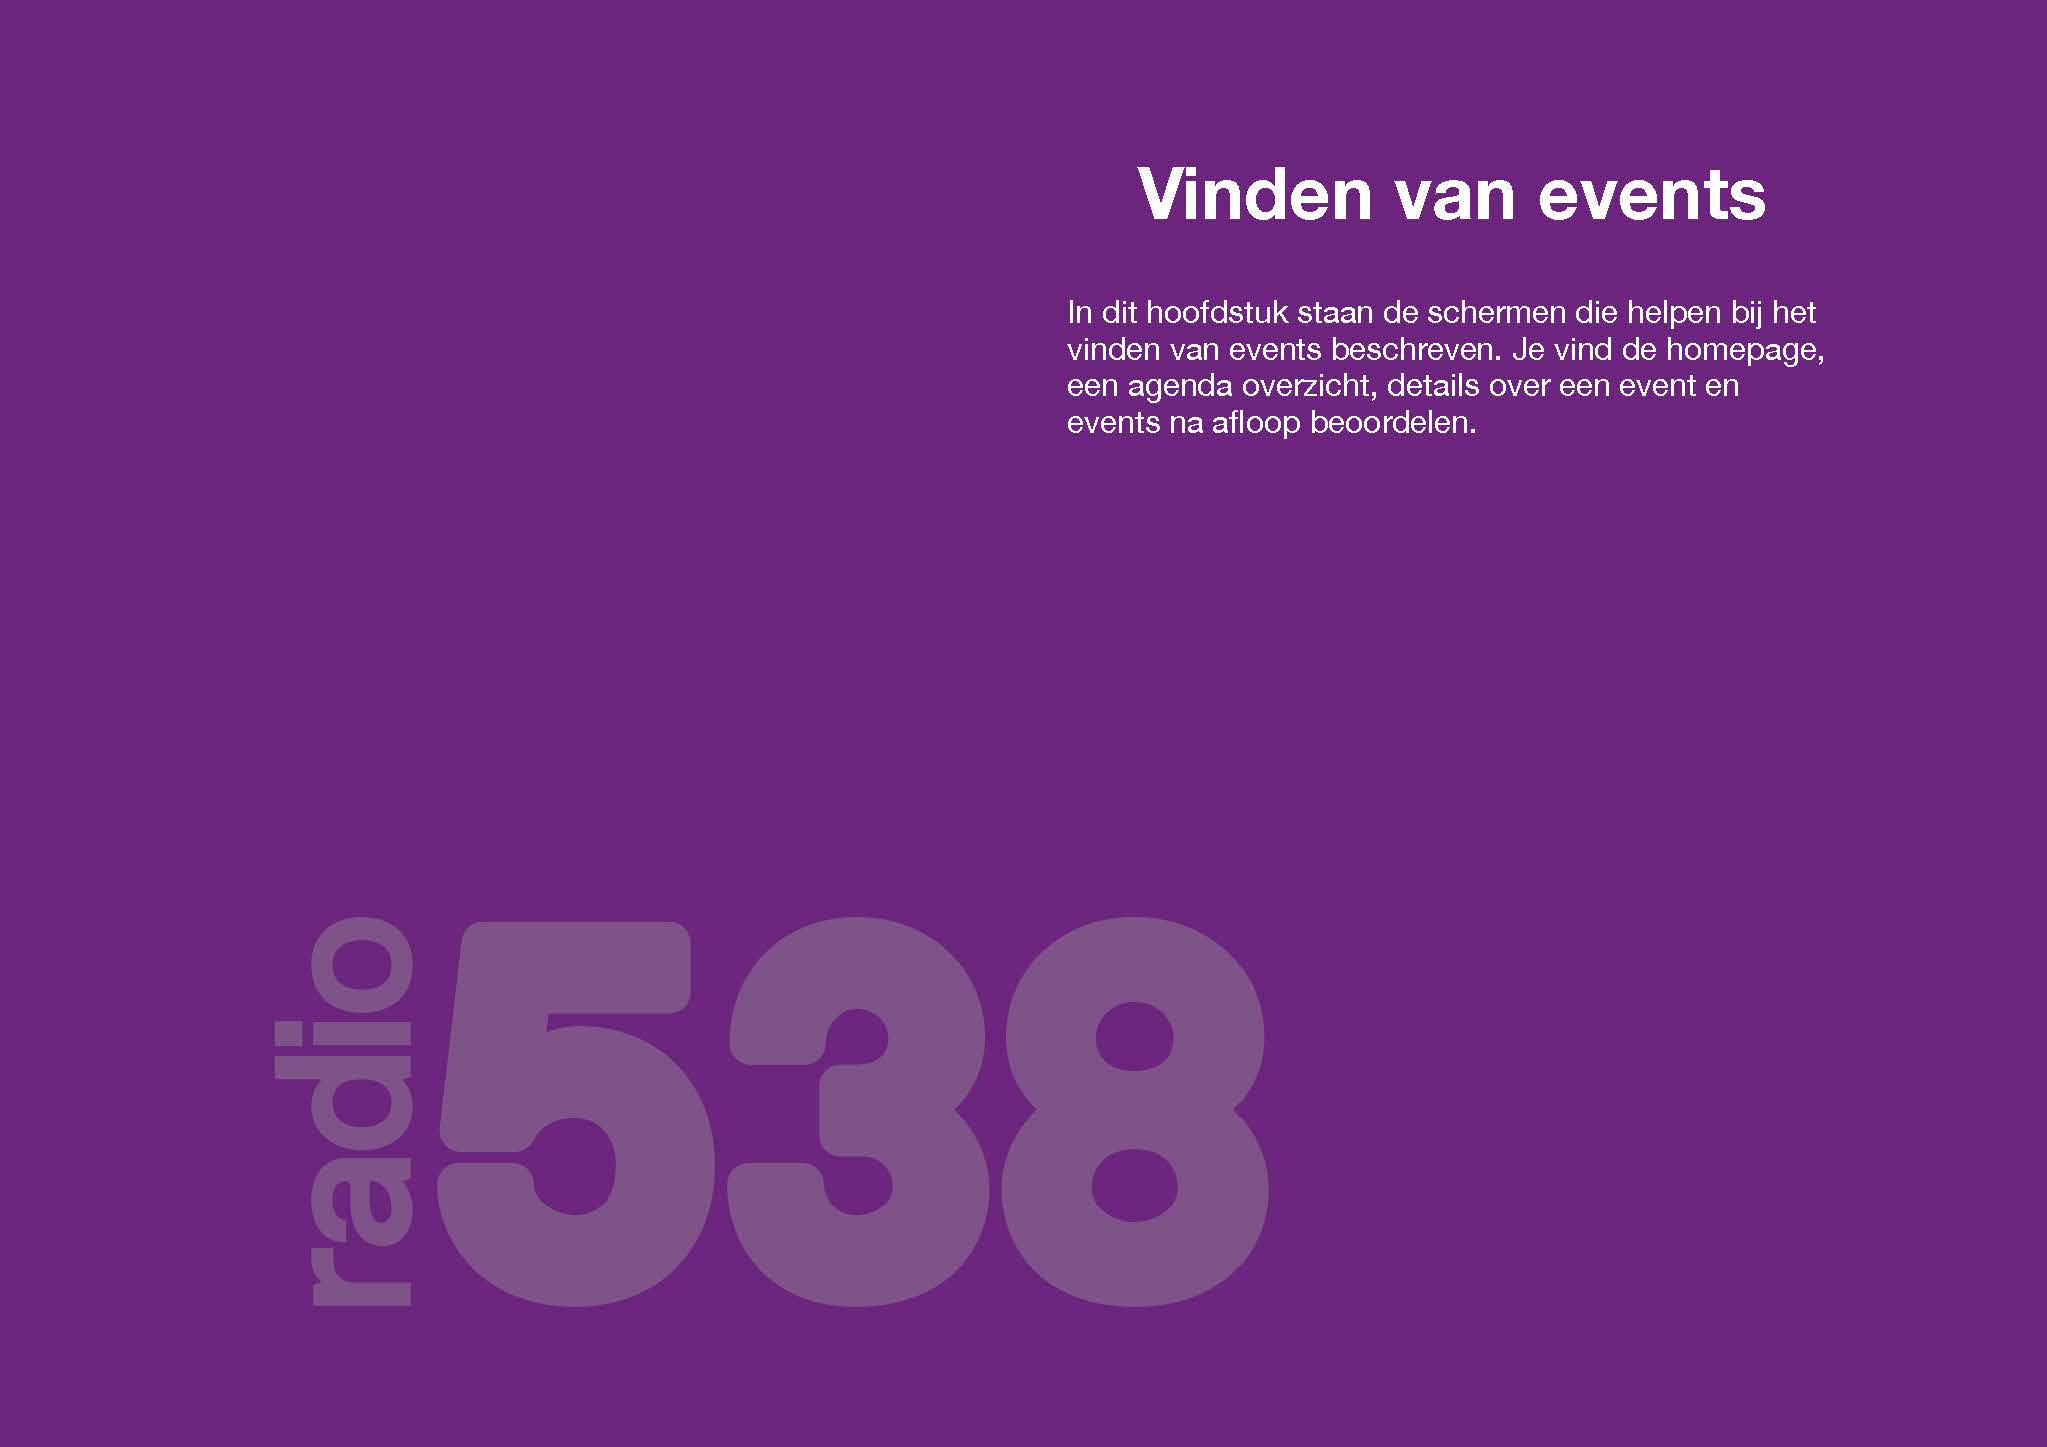 Vinden van events
In dit hoofdstuk staan de schermen die helpen bij het
vinden van events beschreven. Je vind de homepage,
een agenda overzicht, details over een event en
events na afloop beoordelen.
radio
538